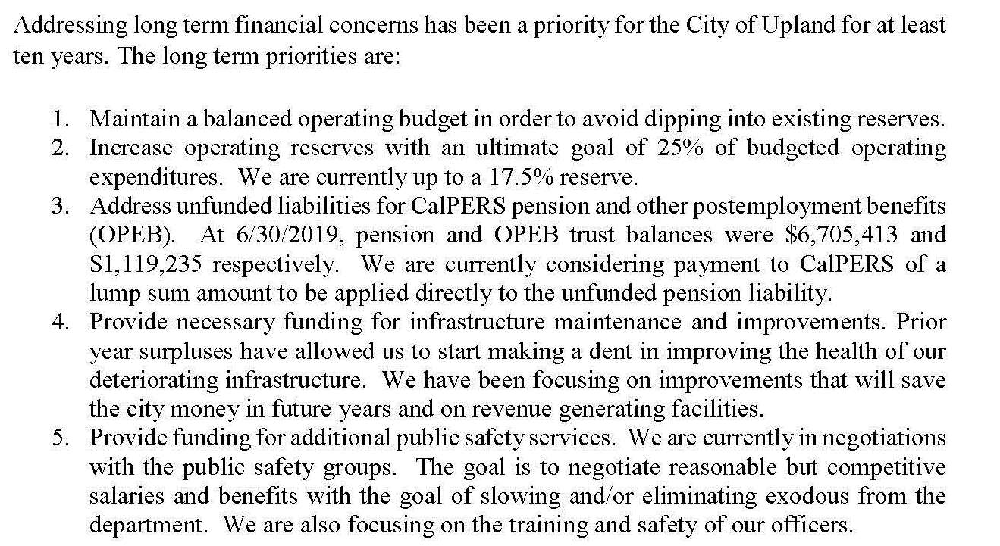 Addressing long term financial concerns has been a priority for the City of Upland for at least
ten years. The long term priorities are:
1. Maintain a balanced operating budget in order to avoid dipping into existing reserves.
2. Increase operating reserves with an ultimate goal of 25% of budgeted operating
expenditures. We are currently up to a 17.5% reserve.
3. Address unfunded liabilities for CalPERS pension and other postemployment benefits
(OPEB). At 6/30/2019, pension and OPEB trust balances were $6,705,413 and
$1,119,235 respectively. We are currently considering payment to CalPERS of a
lump sum amount to be applied directly to the unfunded pension liability.
4. Provide necessary funding for infrastructure maintenance and improvements. Prior
year surpluses have allowed us to start making a dent in improving the health of our
deteriorating infrastructure. We have been focusing on improvements that will save
the city money in future years and on revenue generating facilities.
5. Provide funding for additional public safety services. We are currently in negotiations
with the public safety groups. The goal is to negotiate reasonable but competitive
salaries and benefits with the goal of slowing and/or eliminating exodous from the
department. We are also focusing on the training and safety of our officers.